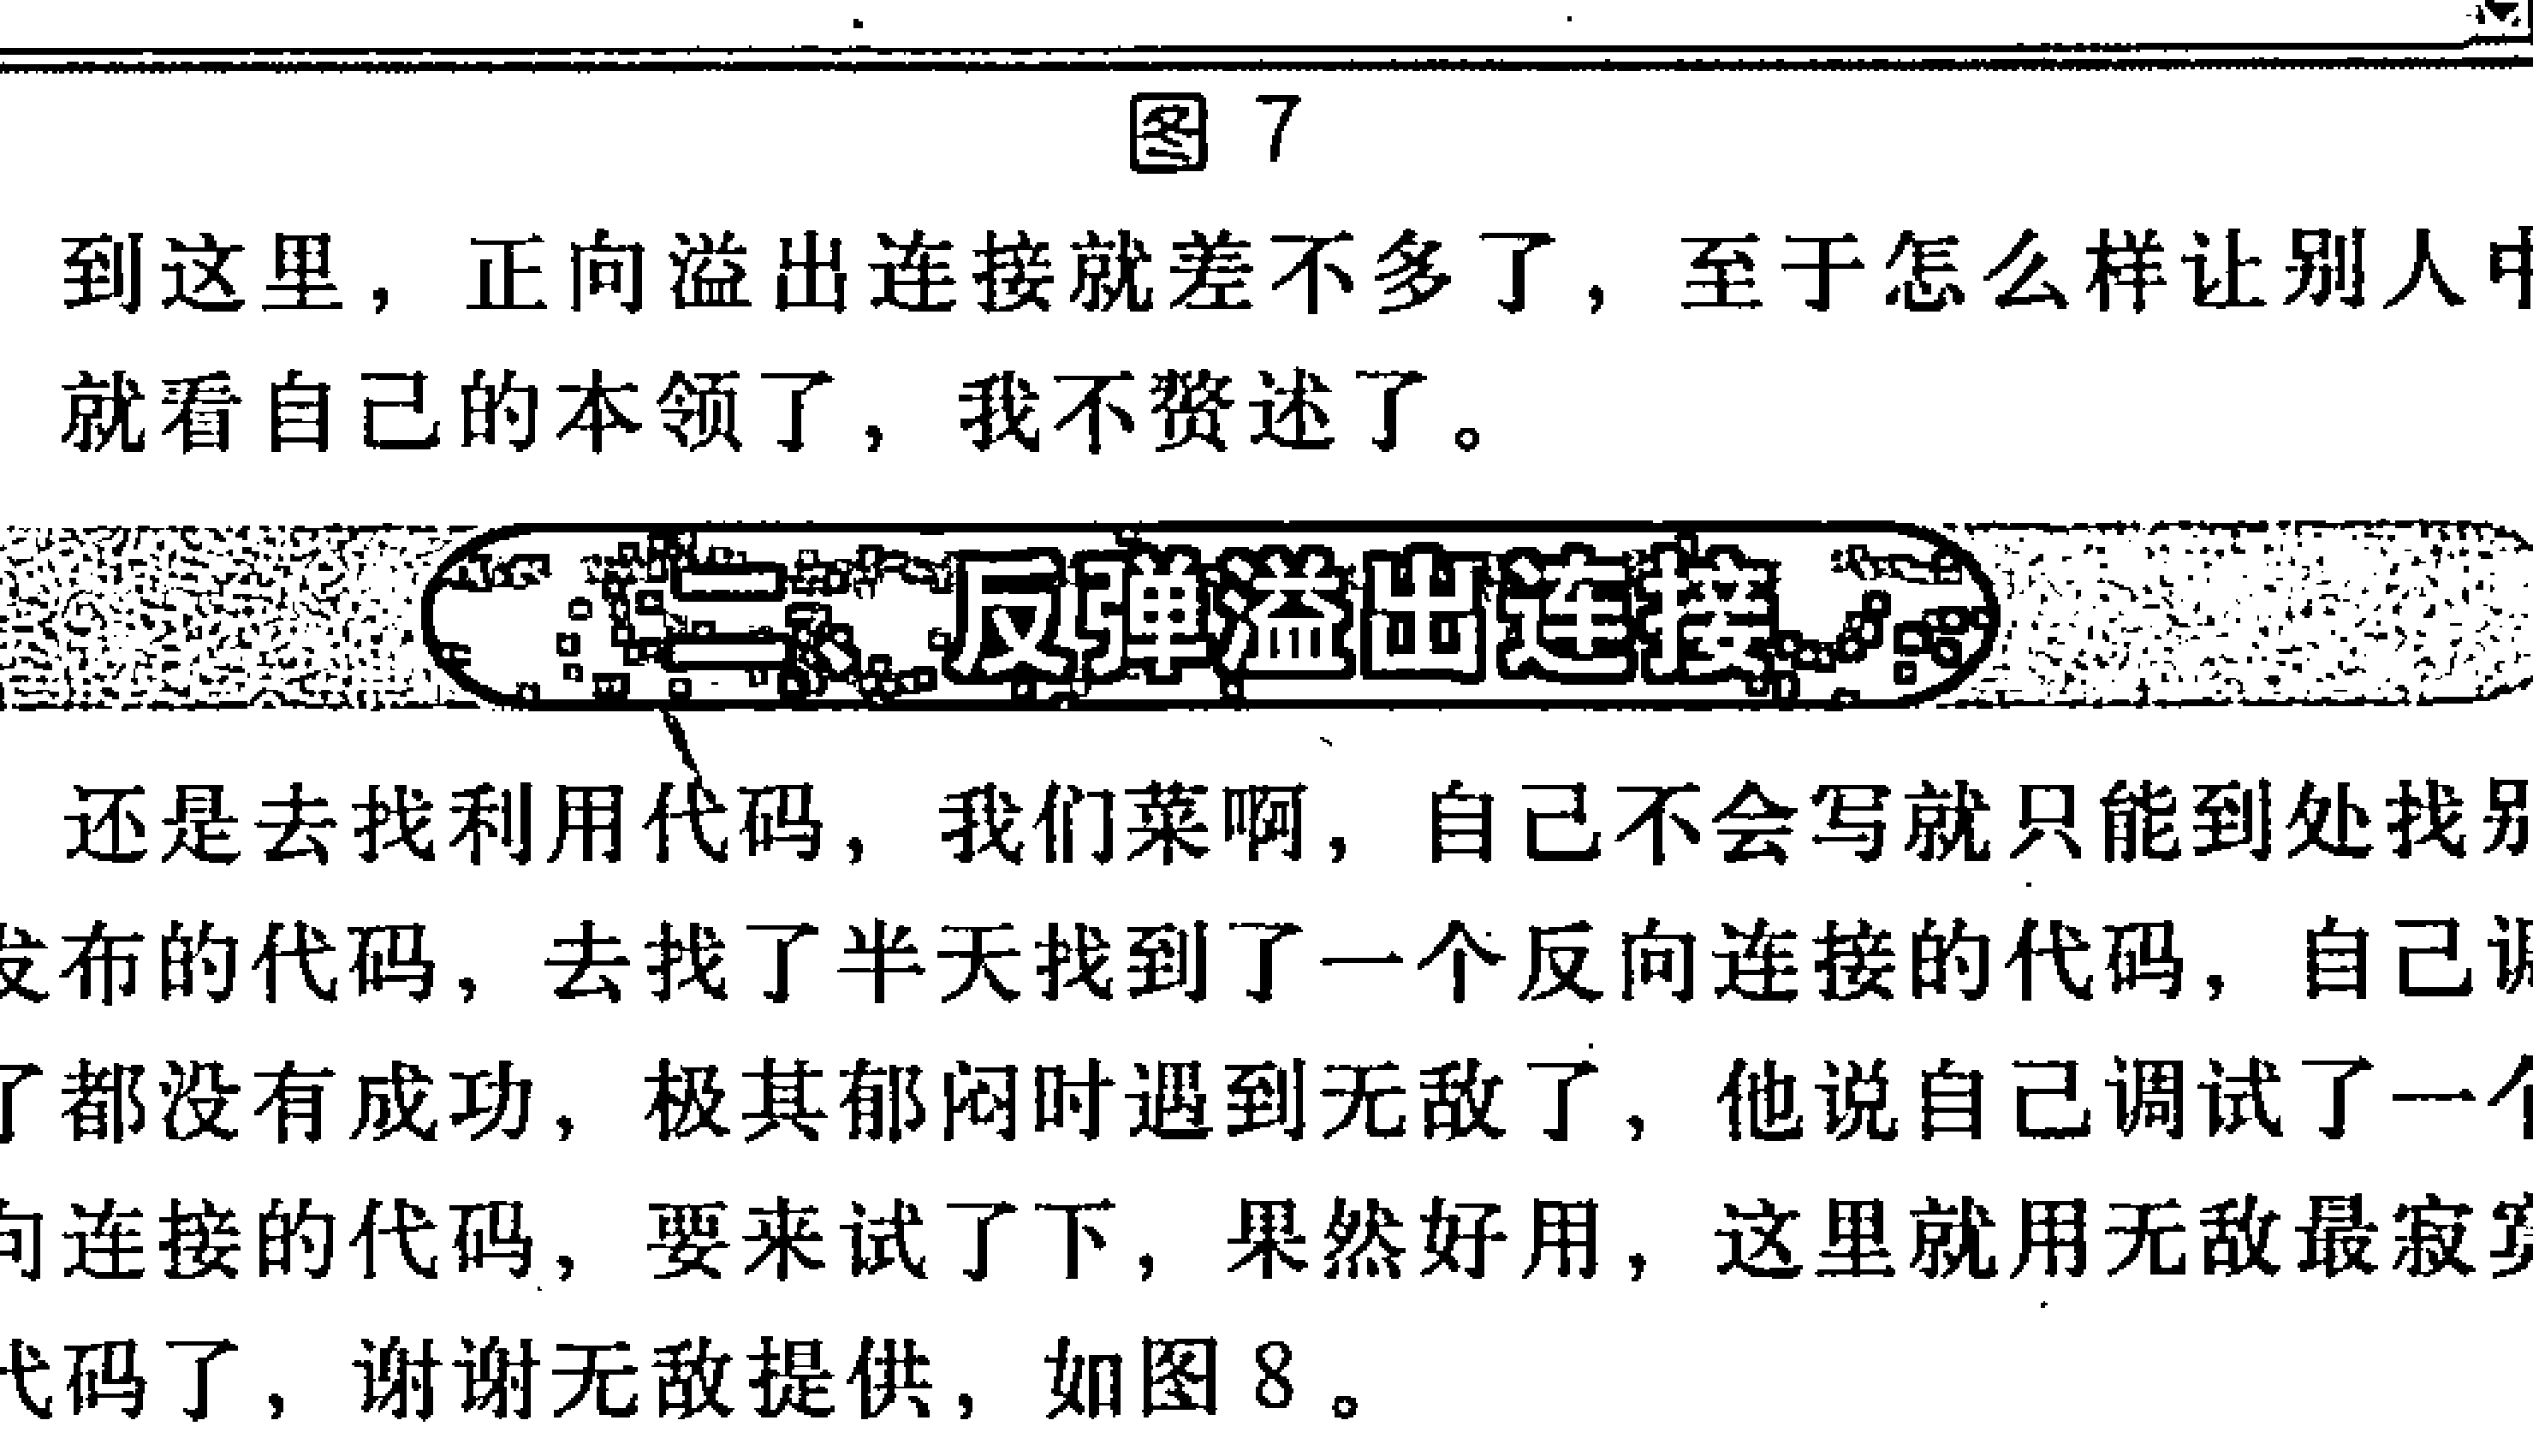 图 7
到这里，正向溢出连接就差不多了，至于怎么样让别人中
就看自己的本领了，我不赘述了。
二、反弹溢出连接
还是去找利用代码，我们菜啊，自己不会写就只能到处找别
发布的代码，去找了半天找到了一个反向连接的代码，自己调
了都没有成功，极其郁闷时遇到无敌了，他说自己调试了一个
向连接的代码，要来试了下，果然好用，这里就用无敌最寂寞
代码了，谢谢无敌提供，如图 8。